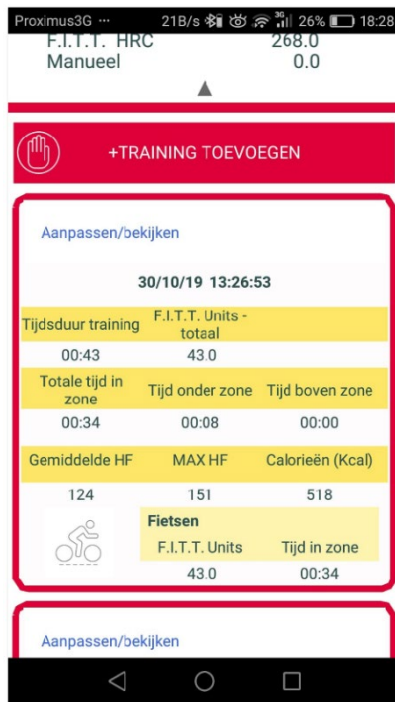 Proximus3G ... 21B/s 3G 26% 18:28
F.I.T.T. HRC 268.0
Manueel 0.0
+TRAINING TOEVOEGEN
Aanpassen/bekijken
30/10/19 13:26:53
Tijdsduur training F.I.T.T. Units -
totaal
00:43 43.0
Totale tijd in
zone Tijd onder zone Tijd boven zone
00:34 00:08 00:00
Gemiddelde HF MAX HF Calorieën (Kcal)
124 151 518
Fietsen
F.I.T.T. Units Tijd in zone
43.0 00:34
Aanpassen/bekijken